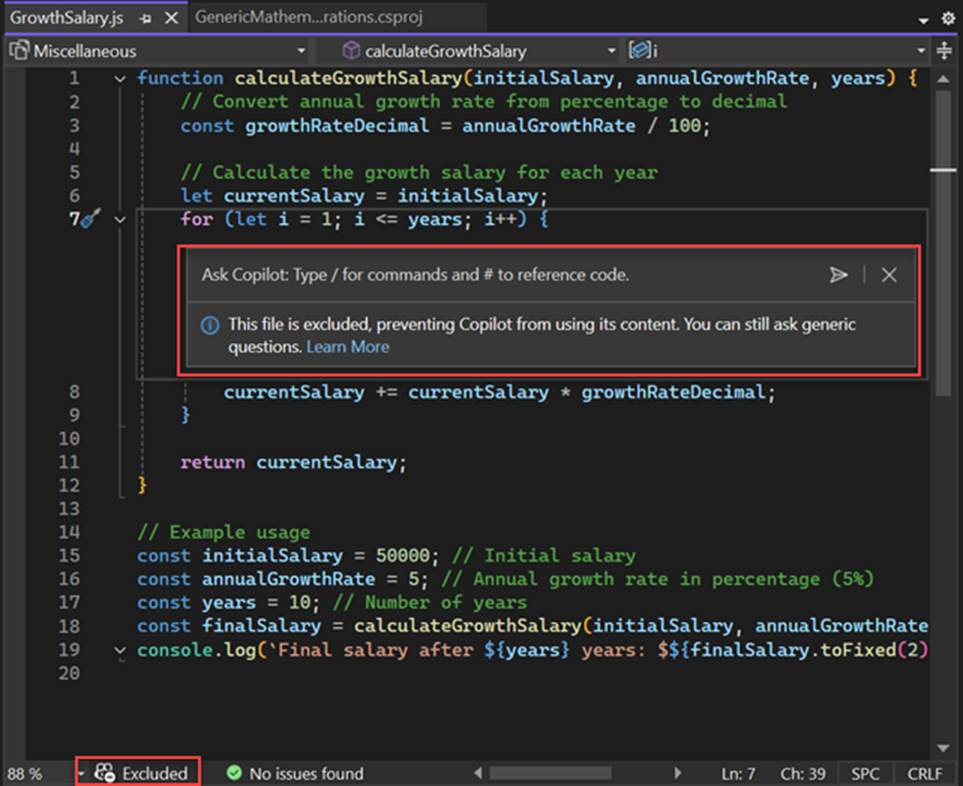 GrowthSalary.js GenericMathem...rations.csproj
Miscellaneous calculateGrowthSalary i
1 function calculateGrowthSalary(initialSalary, annualGrowthRate, years) {
2 // Convert annual growth rate from percentage to decimal
3 const growthRateDecimal = annualGrowthRate / 100;
4
5 // Calculate the growth salary for each year
6 let currentSalary = initialSalary;
7 for (let i = 1; i <= years; i++) {
Ask Copilot: Type / for commands and # to reference code.
This file is excluded, preventing Copilot from using its content. You can still ask generic
questions. Learn More
8 currentSalary += currentSalary * growthRateDecimal;
9 }
10
11 return currentSalary;
12 }
13
14 // Example usage
15 const initialSalary = 50000; // Initial salary
16 const annualGrowthRate = 5; // Annual growth rate in percentage (5%)
17 const years = 10; // Number of years
18 const finalSalary = calculateGrowthSalary(initialSalary, annualGrowthRate
19 console.log(`Final salary after ${years} years: $${finalSalary.toFixed(2)
20
88 % Excluded No issues found Ln: 7 Ch: 39 SPC CRLF